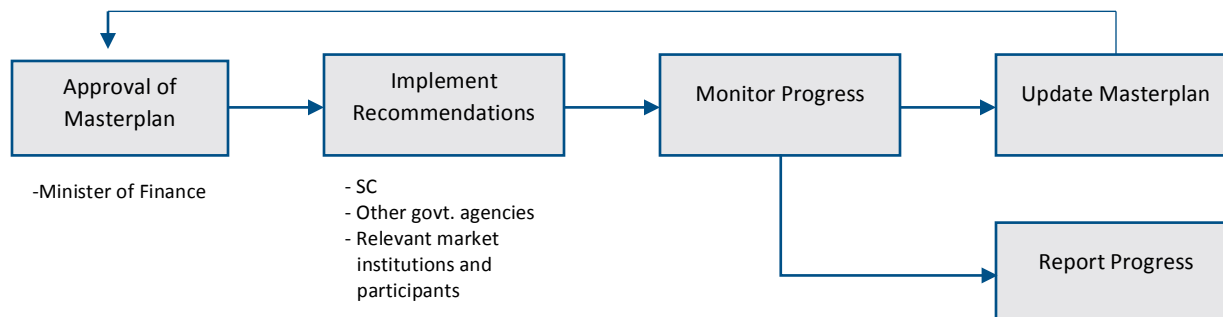 Approval of
Masterplan
Implement
Recommendations
Monitor Progress
Update Masterplan
-Minister of Finance
- SC
- Other govt. agencies
- Relevant market
institutions and
participants
Report Progress